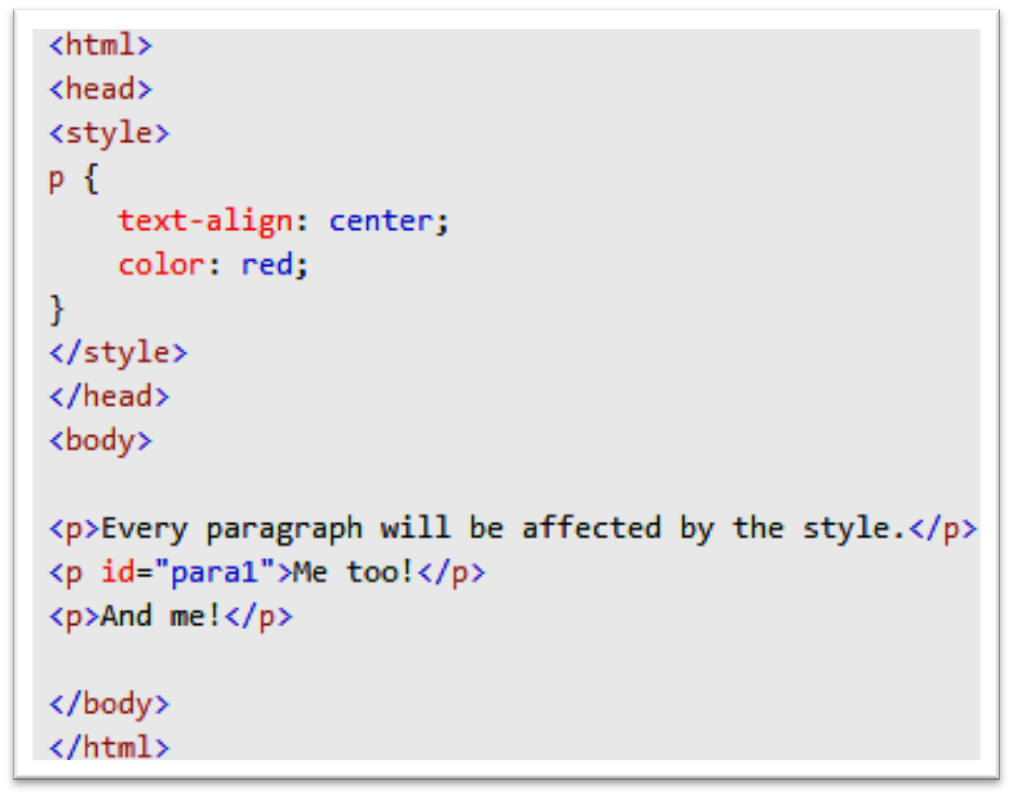 <html>
<head>
<style>
p {
    text-align: center;
    color: red;
}
</style>
</head>
<body>

<p>Every paragraph will be affected by the style.</p>
<p id="para1">Me too!</p>
<p>And me!</p>

</body>
</html>